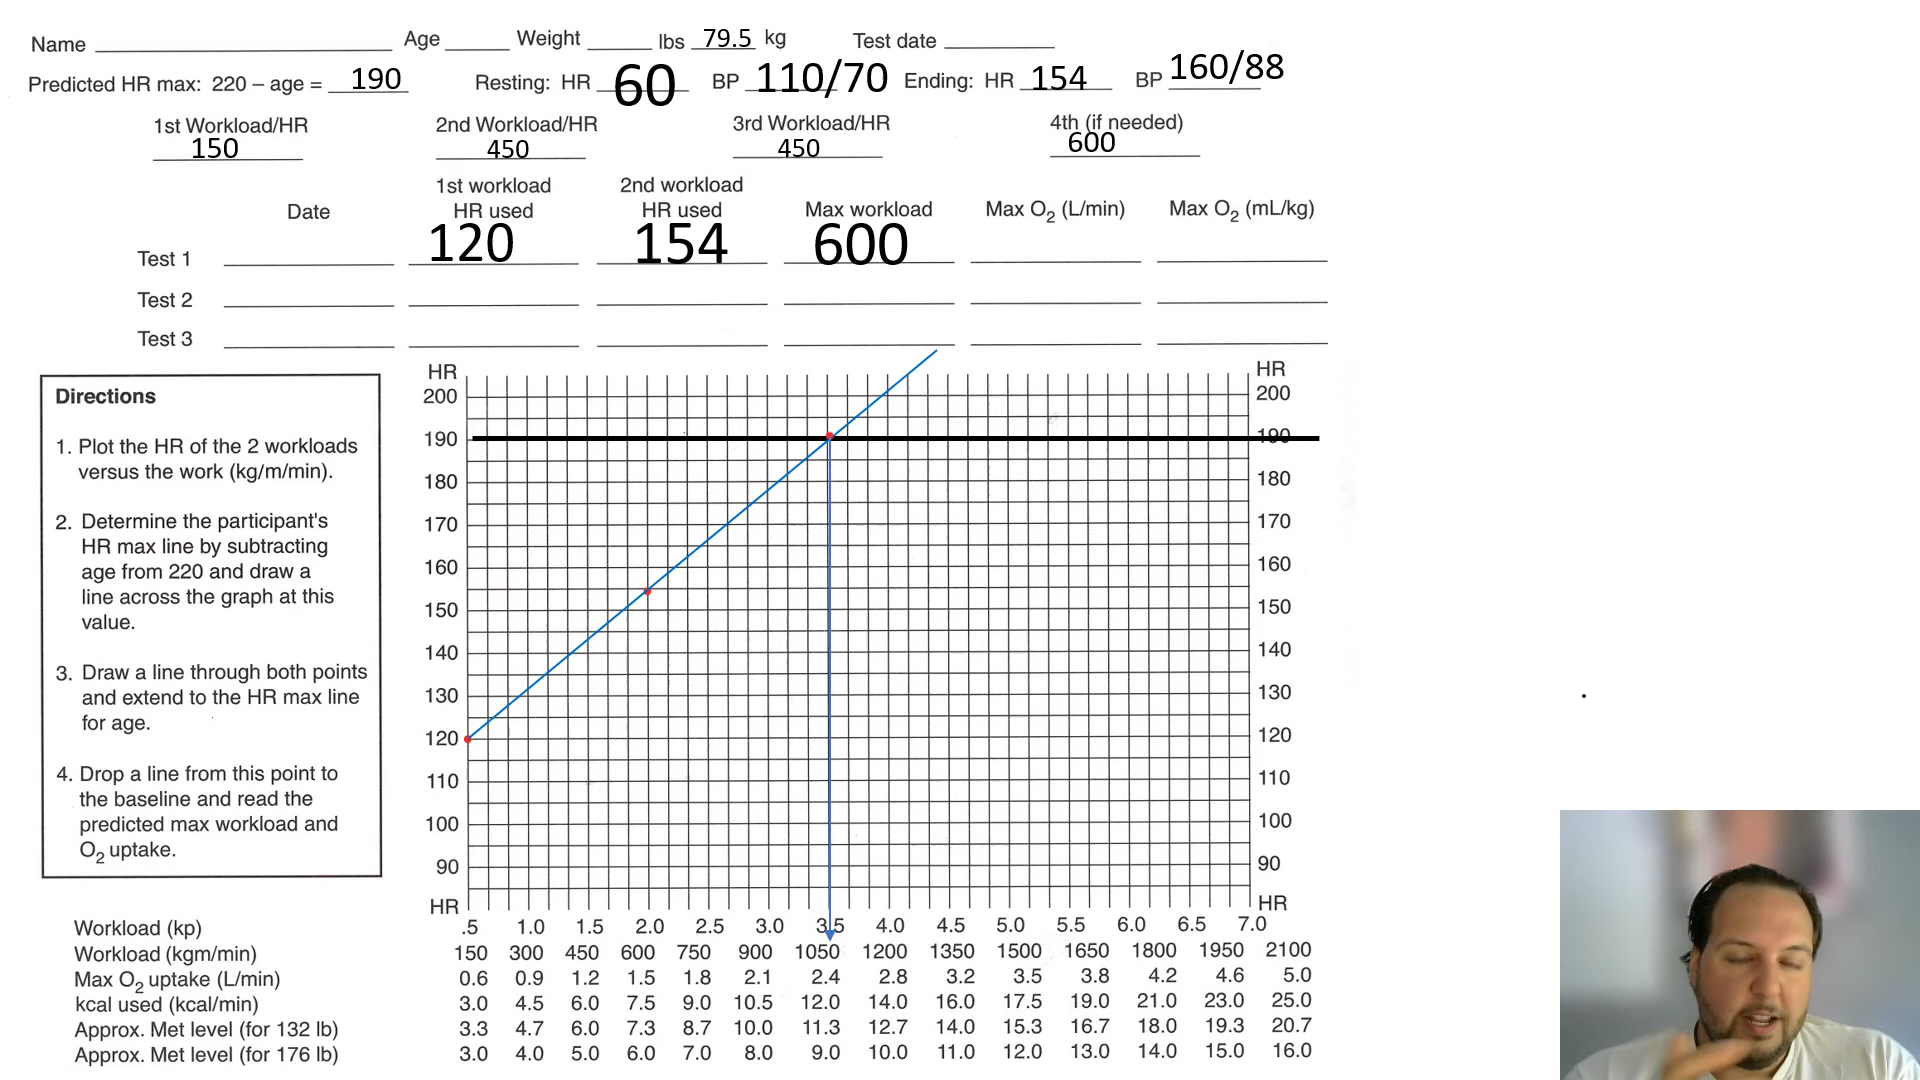 Name Age Weight lbs 79.5 kg Test date
Predicted HR max: 220 – age = 190 Resting: HR 60 BP 110/70 Ending: HR 154 BP 160/88
1st Workload/HR 2nd Workload/HR 3rd Workload/HR 4th (if needed)
150 450 450 600
Date 1st workload HR used 2nd workload HR used Max workload Max O2 (L/min) Max O2 (mL/kg)
Test 1 120 154 600
Test 2
Test 3
Directions
1. Plot the HR of the 2 workloads
versus the work (kg/m/min).
2. Determine the participant's
HR max line by subtracting
age from 220 and draw a
line across the graph at this
value.
3. Draw a line through both points
and extend to the HR max line
for age.
4. Drop a line from this point to
the baseline and read the
predicted max workload and
O2 uptake.
HR HR
200 200
190 190
180 180
170 170
160 160
150 150
140 140
130 130
120 120
110 110
100 100
90 90
HR HR
Workload (kp) .5 1.0 1.5 2.0 2.5 3.0 3.5 4.0 4.5 5.0 5.5 6.0 6.5 7.0
Workload (kgm/min) 150 300 450 600 750 900 1050 1200 1350 1500 1650 1800 1950 2100
Max O2 uptake (L/min) 0.6 0.9 1.2 1.5 1.8 2.1 2.4 2.8 3.2 3.5 3.8 4.2 4.6 5.0
kcal used (kcal/min) 3.0 4.5 6.0 7.5 9.0 10.5 12.0 14.0 16.0 17.5 19.0 21.0 23.0 25.0
Approx. Met level (for 132 lb) 3.3 4.7 6.0 7.3 8.7 10.0 11.3 12.7 14.0 15.3 16.7 18.0 19.3 20.7
Approx. Met level (for 176 lb) 3.0 4.0 5.0 6.0 7.0 8.0 9.0 10.0 11.0 12.0 13.0 14.0 15.0 16.0